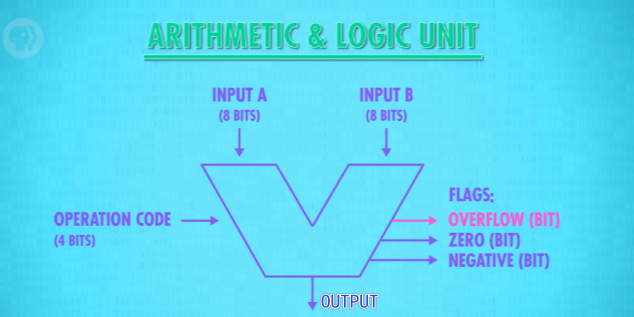 ARITHMETIC & LOGIC UNIT
INPUT A
(8 BITS)
INPUT B
(8 BITS)
OPERATION CODE
(4 BITS)
FLAGS:
OVERFLOW (BIT)
ZERO (BIT)
NEGATIVE (BIT)
OUTPUT